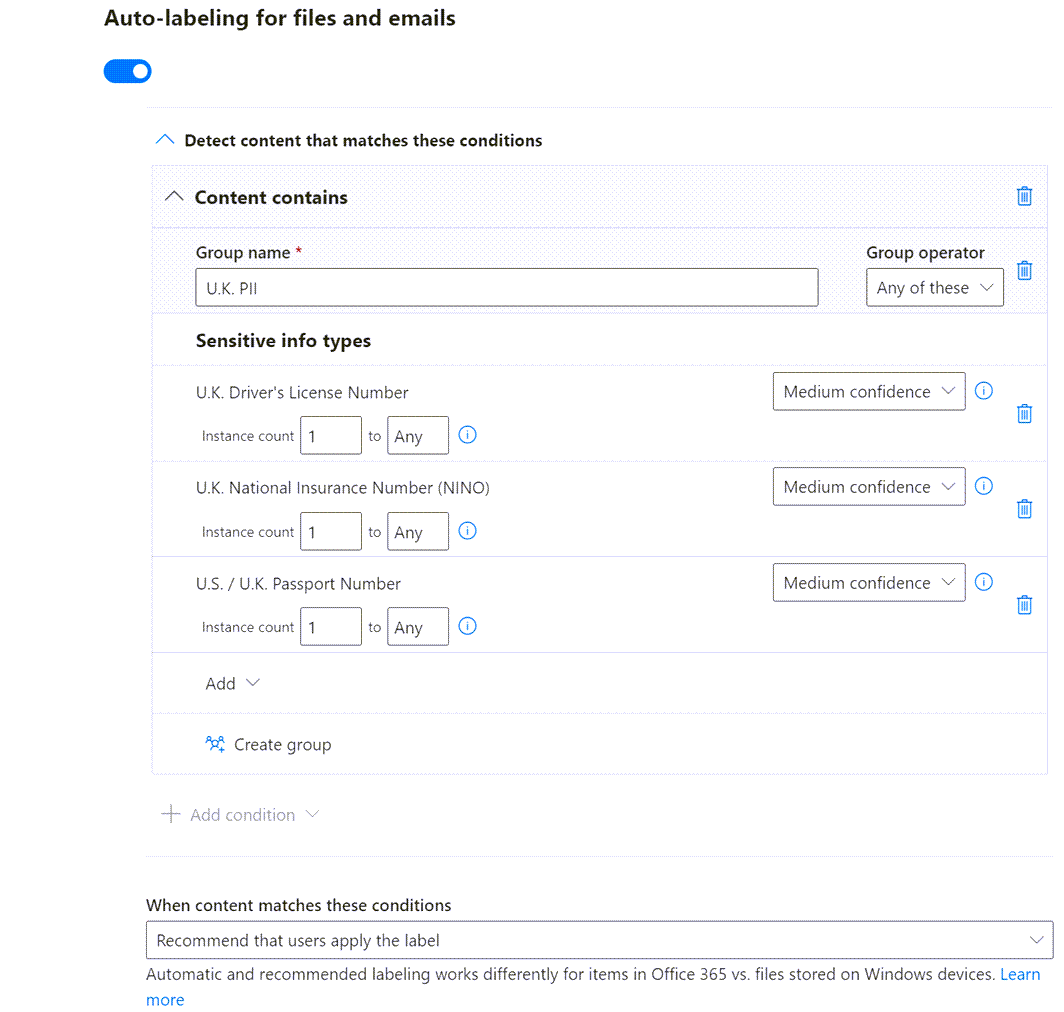 Auto-labeling for files and emails
Detect content that matches these conditions
Content contains
Group name *
Group operator
U.K. PII
Any of these
Sensitive info types
U.K. Driver's License Number
Medium confidence
Instance count 1 to Any
U.K. National Insurance Number (NINO)
Medium confidence
Instance count 1 to Any
U.S. / U.K. Passport Number
Medium confidence
Instance count 1 to Any
Add
Create group
Add condition
When content matches these conditions
Recommend that users apply the label
Automatic and recommended labeling works differently for items in Office 365 vs. files stored on Windows devices. Learn
more